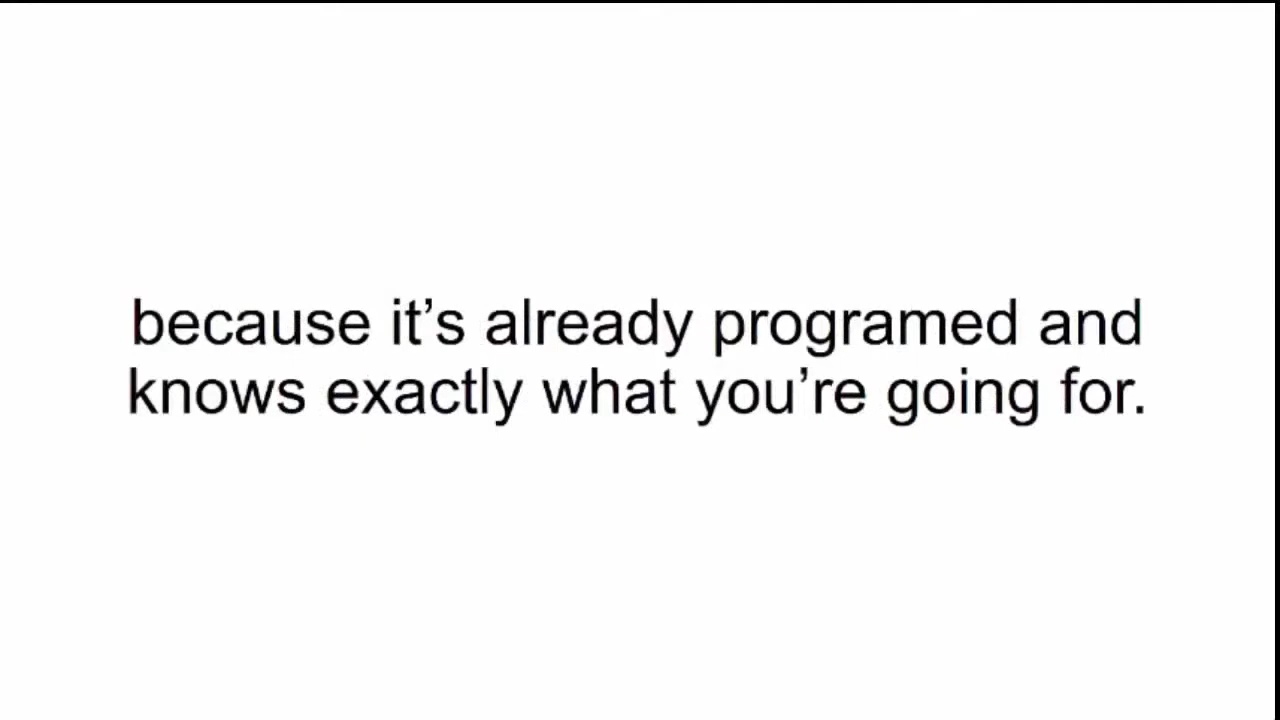 because it’s already programed and
knows exactly what you’re going for.